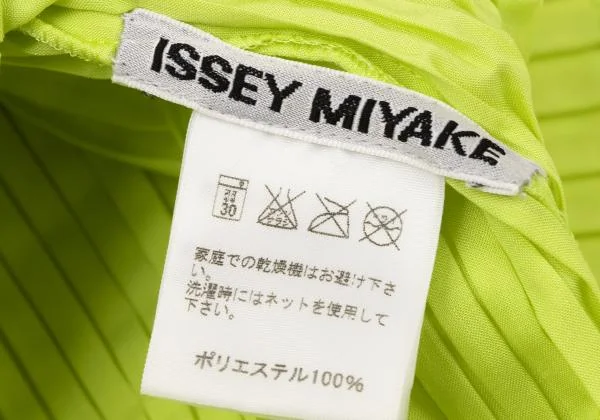 ISSEY MIYAKE
30
家庭での乾燥機はお避け下さ
い。
洗濯時にはネットを使用して
下さい。
ポリエステル100%